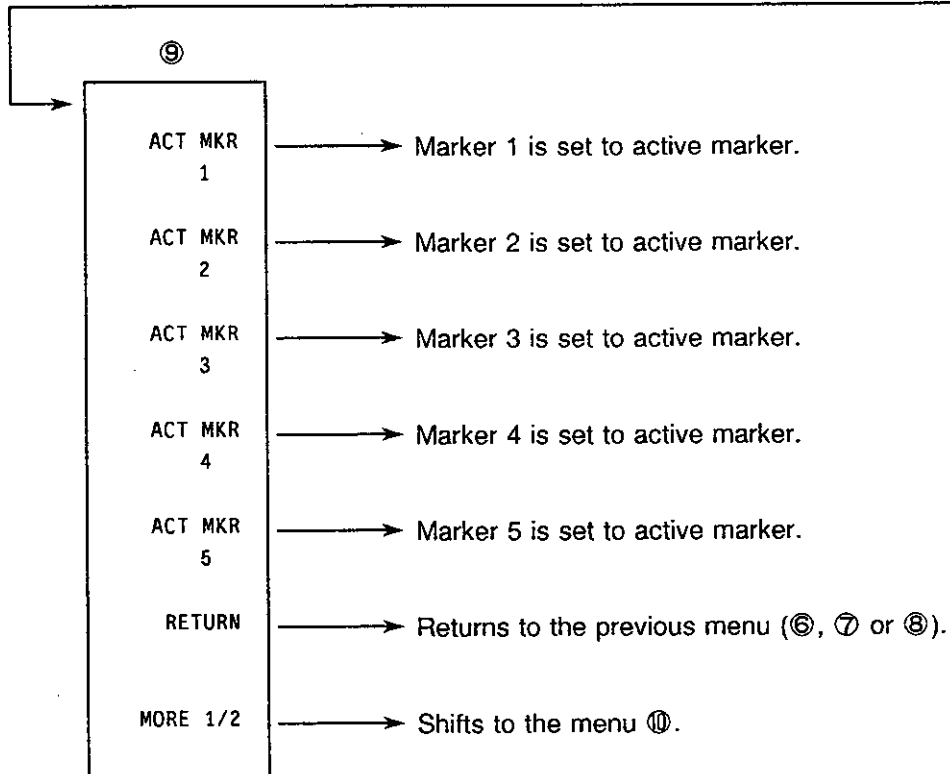 ⑨
ACT MKR → Marker 1 is set to active marker.
1
ACT MKR → Marker 2 is set to active marker.
2
ACT MKR → Marker 3 is set to active marker.
3
ACT MKR → Marker 4 is set to active marker.
4
ACT MKR → Marker 5 is set to active marker.
5
RETURN → Returns to the previous menu (⑥, ⑦ or ⑧).
MORE 1/2 → Shifts to the menu ⑩.